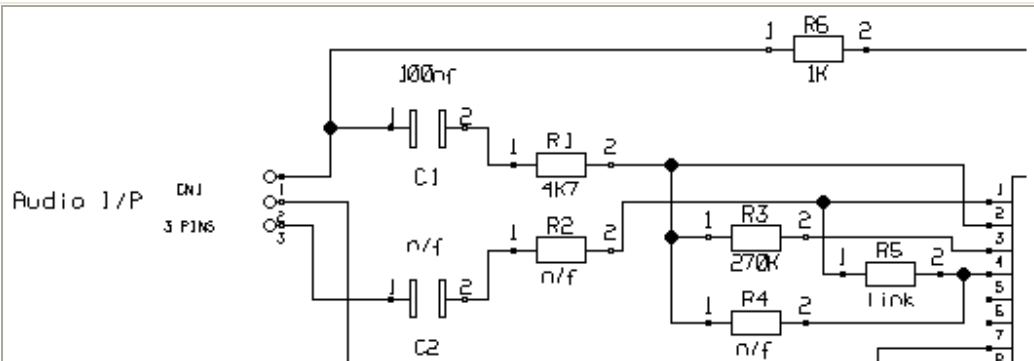 1 R6 2
1K
100nf
1 2
C1
1 R1 2
4K7
Audio I/P
CN1
3 PINS
1
2
3
n/f
1 2
C2
1 R2 2
n/f
1 R3 2
270K
1 R5 2
link
1 R4 2
n/f
1
2
3
4
5
6
7